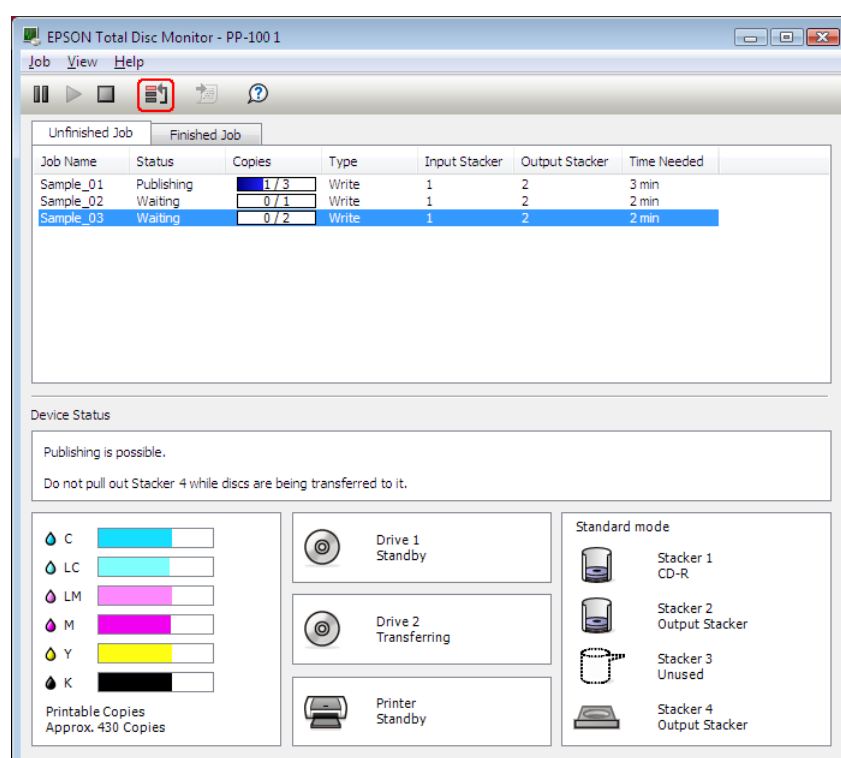 EPSON Total Disc Monitor - PP-100 1
Job View Help
Unfinished Job Finished Job
Job Name Status Copies Type Input Stacker Output Stacker Time Needed
Sample_01 Publishing 1 / 3 Write 1 2 3 min
Sample_02 Waiting 0 / 1 Write 1 2 2 min
Sample_03 Waiting 0 / 2 Write 1 2 2 min
Device Status
Publishing is possible.
Do not pull out Stacker 4 while discs are being transferred to it.
C
LC
LM
M
Y
K
Printable Copies
Approx. 430 Copies
Drive 1
Standby
Drive 2
Transferring
Printer
Standby
Standard mode
Stacker 1
CD-R
Stacker 2
Output Stacker
Stacker 3
Unused
Stacker 4
Output Stacker